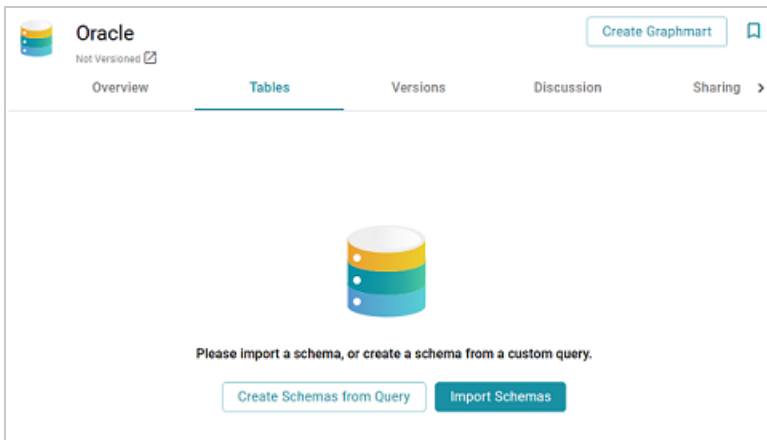 Oracle
Create Graphmart
Not Versioned
Overview Tables Versions Discussion Sharing
Please import a schema, or create a schema from a custom query.
Create Schemas from Query Import Schemas